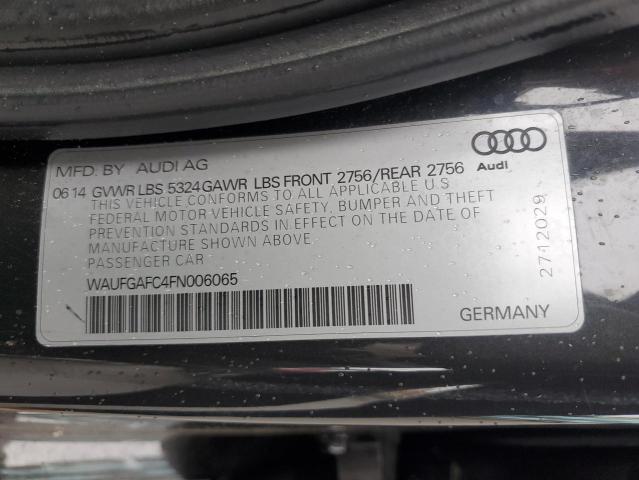 MFD. BY AUDI AG
0614 GVWR LBS 5324 GAWR LBS FRONT 2756/REAR 2756
Audi
THIS VEHICLE CONFORMS TO ALL APPLICABLE U.S
FEDERAL MOTOR VEHICLE SAFETY, BUMPER AND THEFT
PREVENTION STANDARDS IN EFFECT ON THE DATE OF
MANUFACTURE SHOWN ABOVE.
PASSENGER CAR
WAUFGAFC4FN006065
GERMANY
2712029